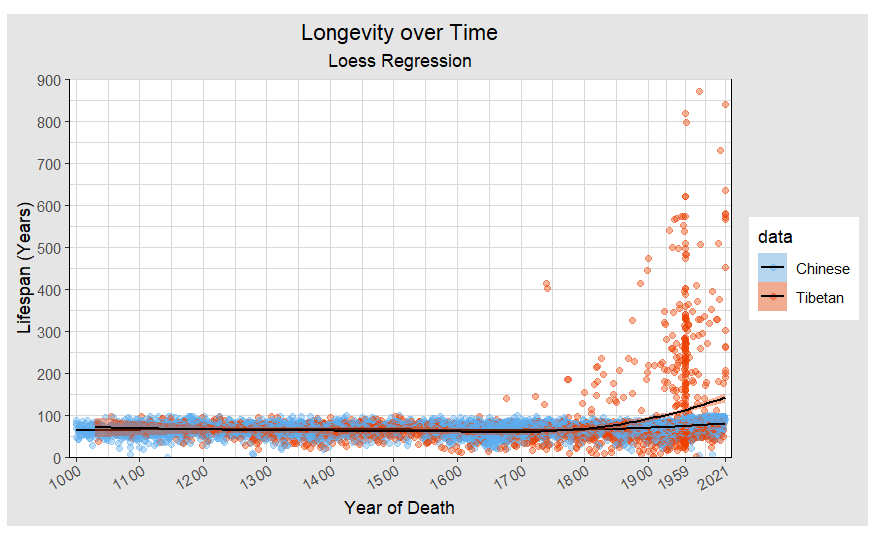 Longevity over Time
Loess Regression
900
800
700
600
500
400
300
200
100
0
Lifespan (Years)
1000 1100 1200 1300 1400 1500 1600 1700 1800 1900 1959 2021
Year of Death
data
Chinese
Tibetan